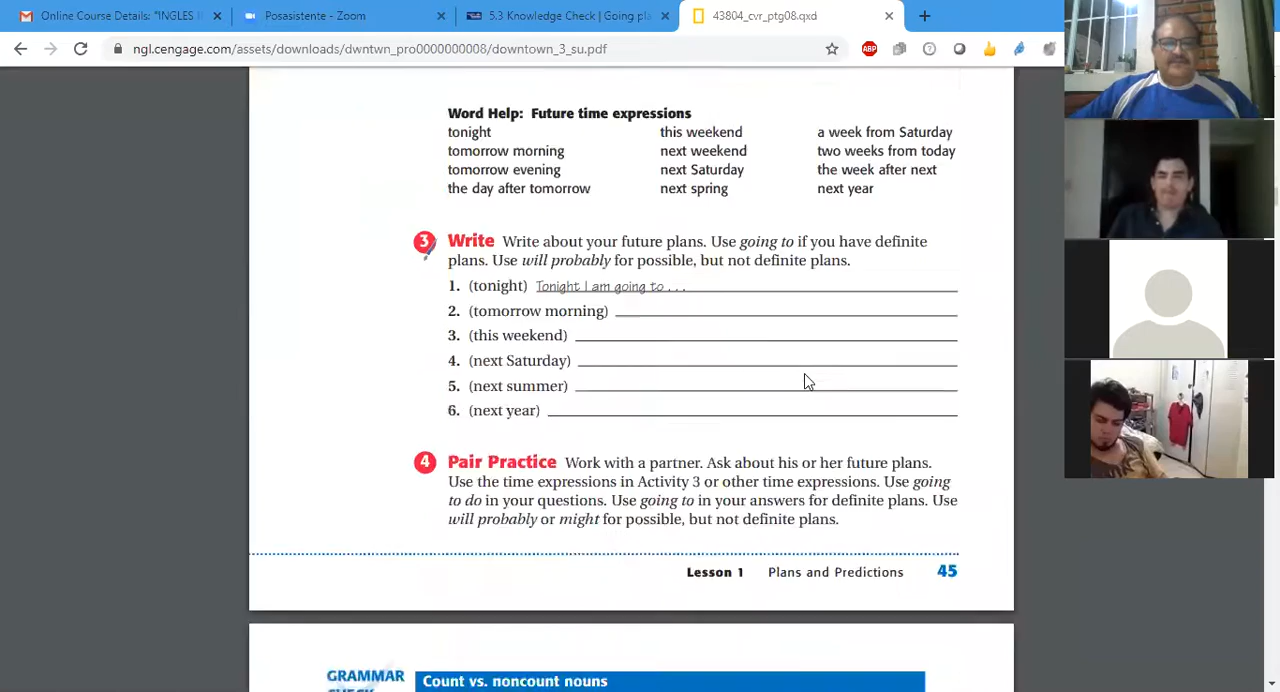 Online Course Details: "INGLES I
Posasistente - Zoom
5.3 Knowledge Check | Going pla
43804_cvr_ptg08.qxd
ngl.cengage.com/assets/downloads/dwntwn_pro0000000008/downtown_3_su.pdf
ABP
Word Help: Future time expressions
tonight this weekend a week from Saturday
tomorrow morning next weekend two weeks from today
tomorrow evening next Saturday the week after next
the day after tomorrow next spring next year
3 Write Write about your future plans. Use going to if you have definite
plans. Use will probably for possible, but not definite plans.
1. (tonight) Tonight I am going to . . .
2. (tomorrow morning)
3. (this weekend)
4. (next Saturday)
5. (next summer)
6. (next year)
4 Pair Practice Work with a partner. Ask about his or her future plans.
Use the time expressions in Activity 3 or other time expressions. Use going
to do in your questions. Use going to in your answers for definite plans. Use
will probably or might for possible, but not definite plans.
Lesson 1 Plans and Predictions 45
GRAMMAR
CHECK
Count vs. noncount nouns